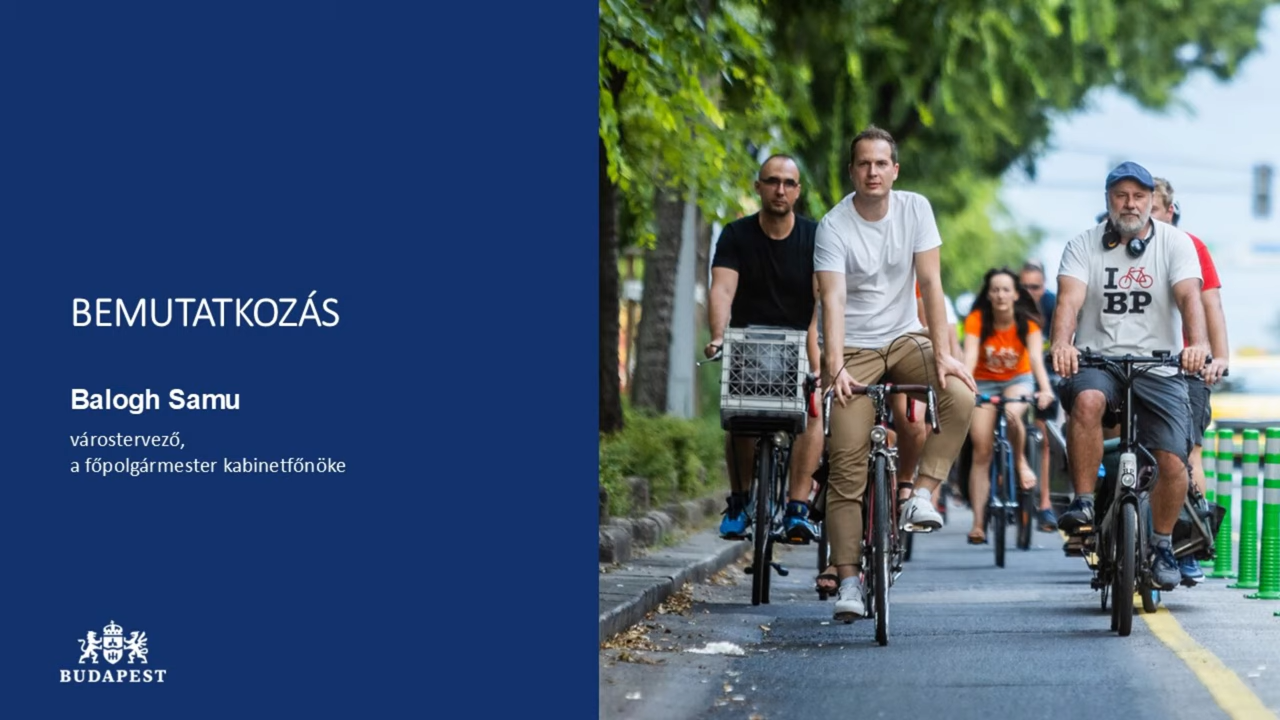 BEMUTATKOZÁS
Balogh Samu
várostervező,
a főpolgármester kabinetfőnöke
BUDAPEST
I
BP